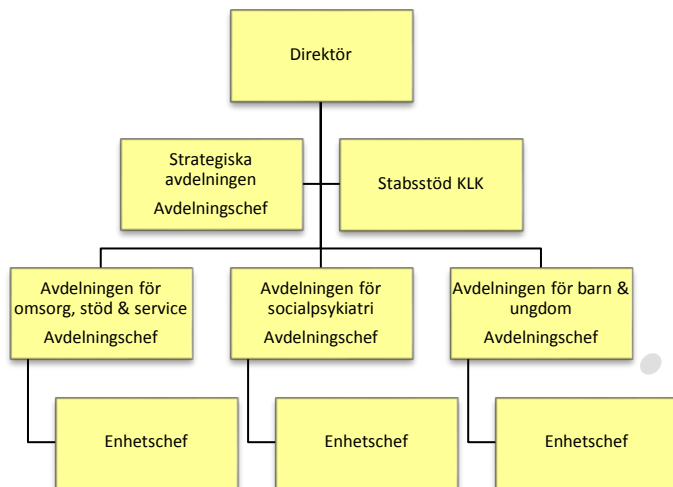 Direktör
Strategiska
avdelningen
Avdelningschef
Stabsstöd KLK
Avdelningen för
omsorg, stöd & service
Avdelningschef
Avdelningen för
socialpsykiatri
Avdelningschef
Avdelningen för barn &
ungdom
Avdelningschef
Enhetschef
Enhetschef
Enhetschef